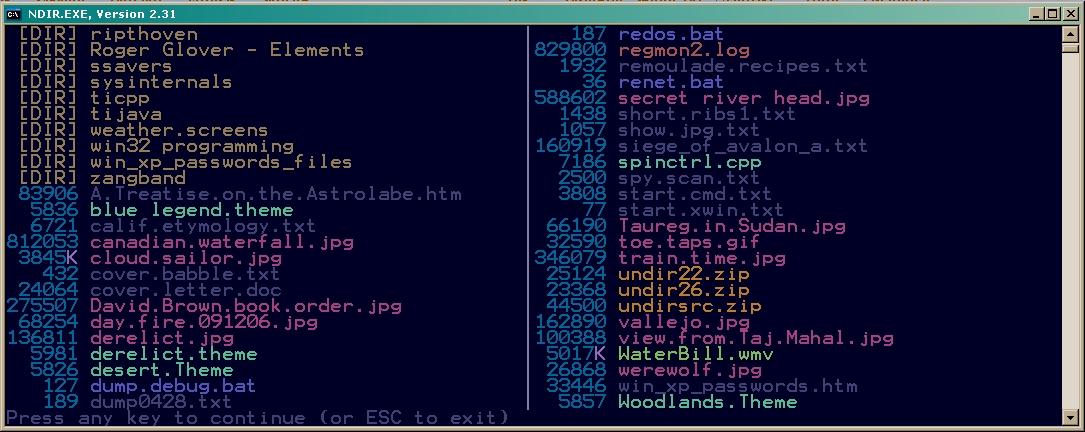 NDIR.EXE, Version 2.31
[DIR] ripthoven
[DIR] Roger Glover - Elements
[DIR] ssavers
[DIR] sysinternals
[DIR] ticpp
[DIR] tijava
[DIR] weather.screens
[DIR] win32 programming
[DIR] win_xp_passwords_files
[DIR] zangband
83906 A.Treatise.on.the.Astrolabe.htm
5836 blue legend.theme
6721 calif.etymology.txt
812053 canadian.waterfall.jpg
3845K cloud.sailor.jpg
432 cover.babble.txt
24064 cover.letter.doc
275507 David.Brown.book.order.jpg
68254 day.fire.091206.jpg
136811 derelict.jpg
5981 derelict.theme
5826 desert.Theme
127 dump.debug.bat
189 dump0428.txt
187 redos.bat
829800 regmon2.log
1932 remoulade.recipes.txt
36 renet.bat
588602 secret river head.jpg
1438 short.ribs1.txt
1057 show.jpg.txt
160919 siege_of_avalon_a.txt
7186 spinctrl.cpp
2500 spy.scan.txt
3808 start.cmd.txt
77 start.xwin.txt
66190 Taureg.in.Sudan.jpg
32590 toe.taps.gif
346079 train.time.jpg
25124 undir22.zip
23368 undir26.zip
44500 undirsrc.zip
162890 vallejo.jpg
100388 view.from.Taj.Mahal.jpg
5017K WaterBill.wmv
26868 werewolf.jpg
33446 win_xp_passwords.htm
5857 Woodlands.Theme
Press any key to continue (or ESC to exit)